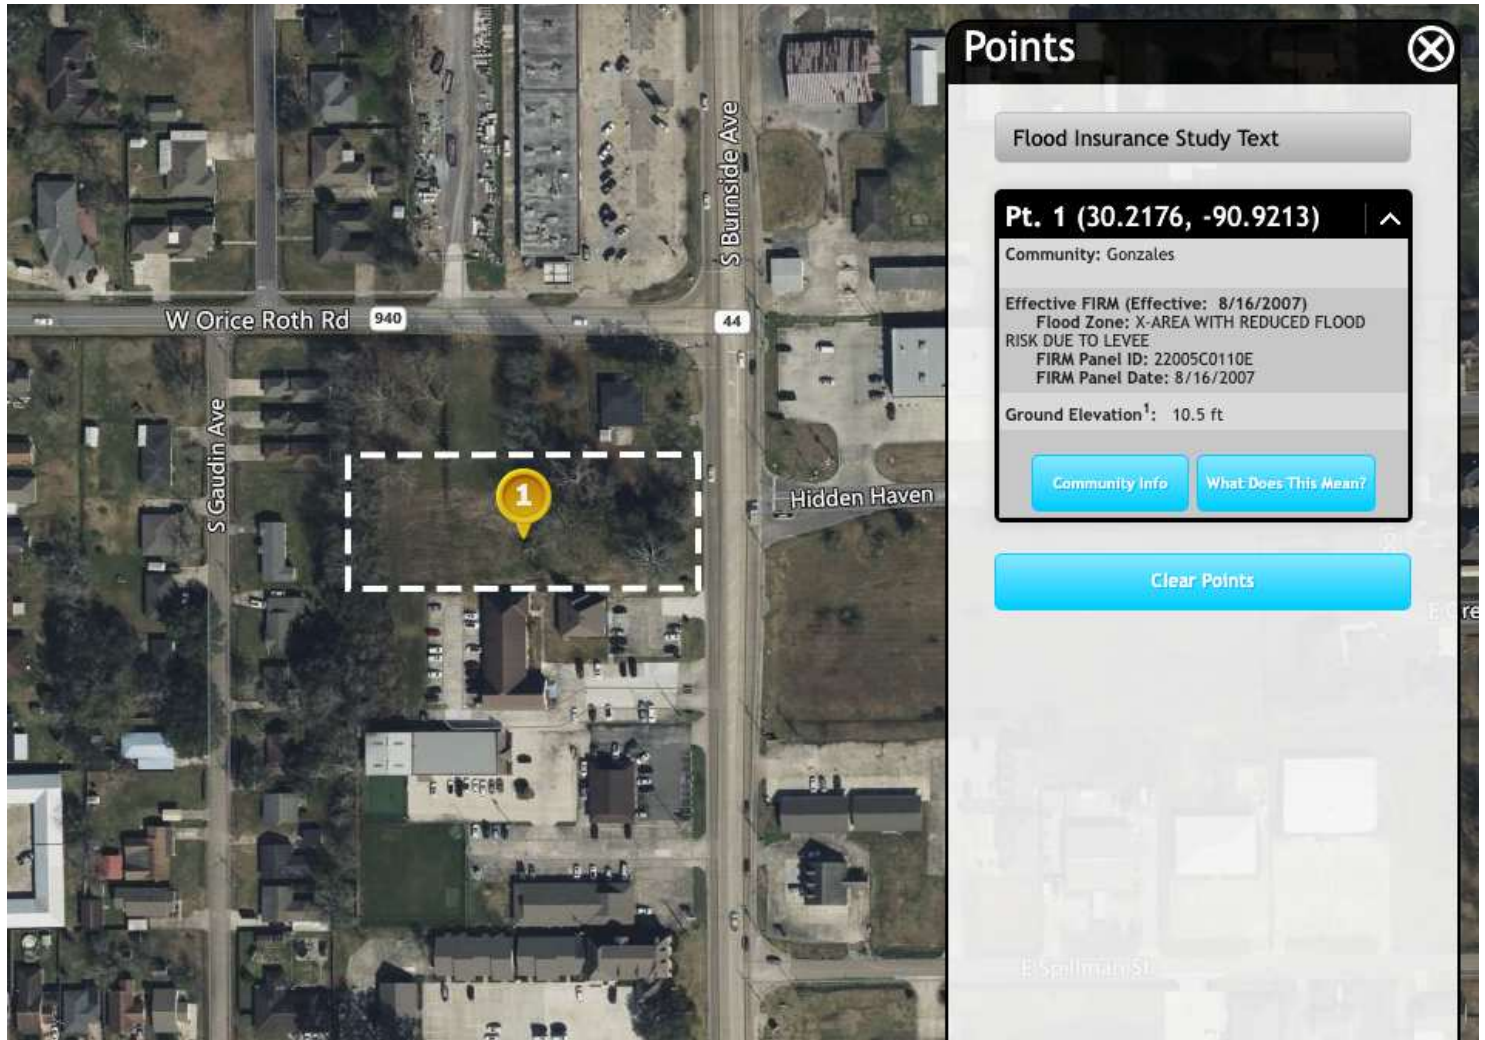 Points
Flood Insurance Study Text
Pt. 1 (30.2176, -90.9213)
Community: Gonzales
Effective FIRM (Effective: 8/16/2007)
Flood Zone: X-AREA WITH REDUCED FLOOD
RISK DUE TO LEVEE
FIRM Panel ID: 22005C0110E
FIRM Panel Date: 8/16/2007
Ground Elevation¹: 10.5 ft
Community Info
What Does This Mean?
Clear Points
S Burnside Ave
W Orice Roth Rd
940
44
S Gaudin Ave
1
Hidden Haven
E Spillman St